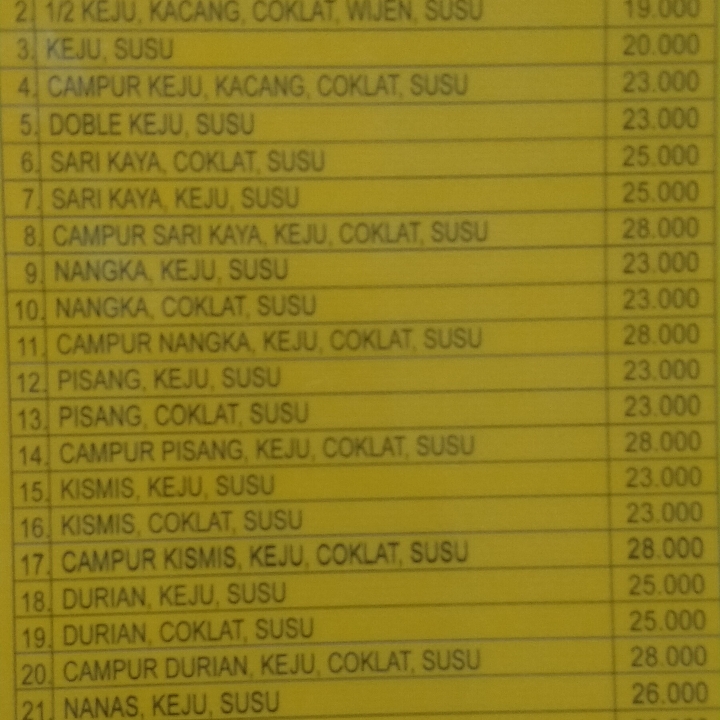 2. 1/2 KEJU, KACANG, COKLAT, WIJEN, SUSU 19.000
3. KEJU, SUSU 20.000
4. CAMPUR KEJU, KACANG, COKLAT, SUSU 23.000
5. DOBLE KEJU, SUSU 23.000
6. SARI KAYA, COKLAT, SUSU 25.000
7. SARI KAYA, KEJU, SUSU 25.000
8. CAMPUR SARI KAYA, KEJU, COKLAT, SUSU 28.000
9. NANGKA, KEJU, SUSU 23.000
10. NANGKA, COKLAT, SUSU 23.000
11. CAMPUR NANGKA, KEJU, COKLAT, SUSU 28.000
12. PISANG, KEJU, SUSU 23.000
13. PISANG, COKLAT, SUSU 23.000
14. CAMPUR PISANG, KEJU, COKLAT, SUSU 28.000
15. KISMIS, KEJU, SUSU 23.000
16. KISMIS, COKLAT, SUSU 23.000
17. CAMPUR KISMIS, KEJU, COKLAT, SUSU 28.000
18. DURIAN, KEJU, SUSU 25.000
19. DURIAN, COKLAT, SUSU 25.000
20. CAMPUR DURIAN, KEJU, COKLAT, SUSU 28.000
21. NANAS, KEJU, SUSU 26.000